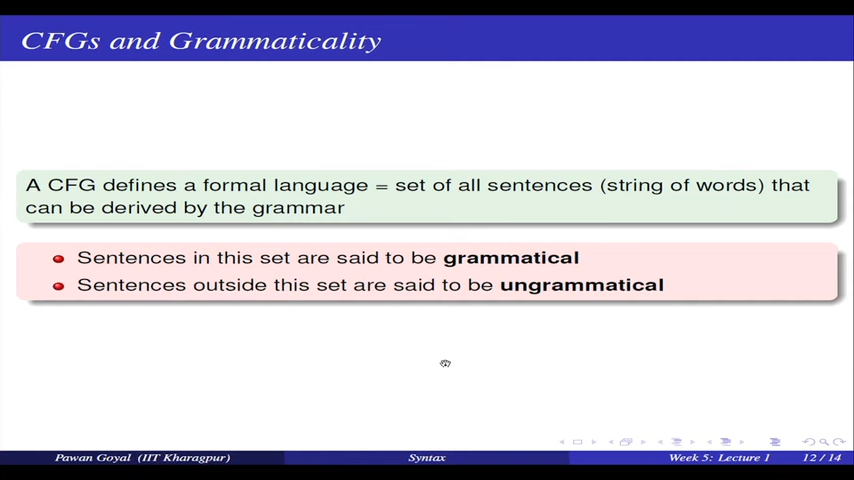 CFGs and Grammaticality
A CFG defines a formal language = set of all sentences (string of words) that
can be derived by the grammar
Sentences in this set are said to be grammatical
Sentences outside this set are said to be ungrammatical
Pawan Goyal (IIT Kharagpur) Syntax Week 5: Lecture 1 12 / 14